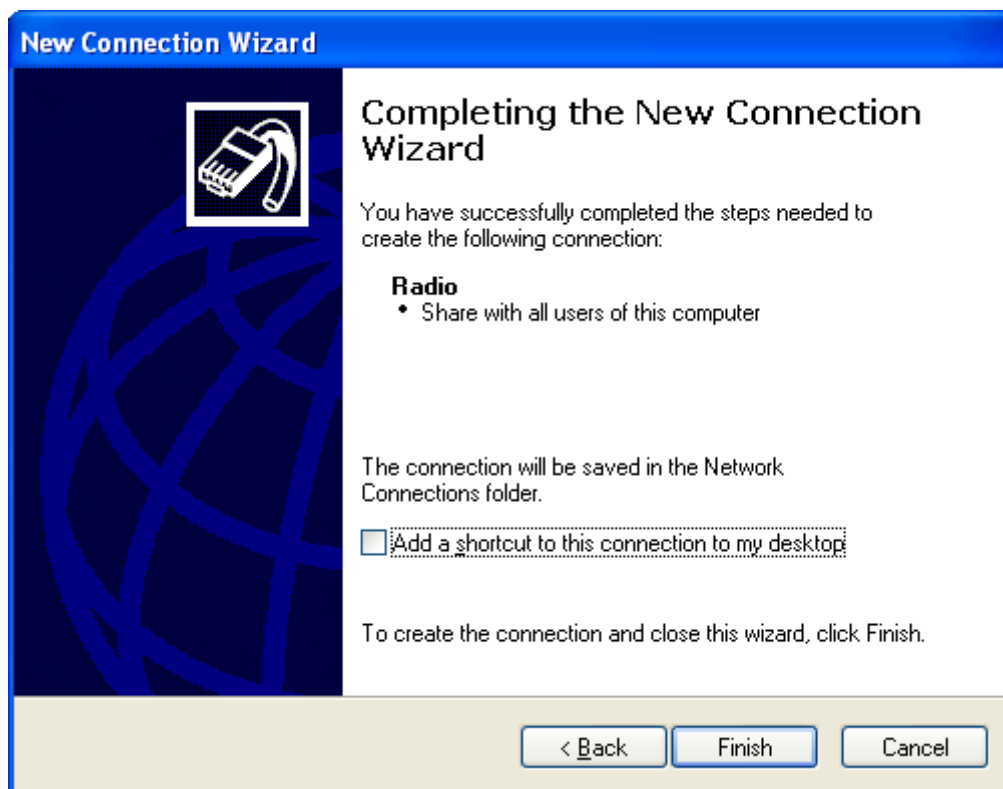 New Connection Wizard
Completing the New Connection
Wizard
You have successfully completed the steps needed to
create the following connection:
Radio
• Share with all users of this computer
The connection will be saved in the Network
Connections folder.
Add a shortcut to this connection to my desktop
To create the connection and close this wizard, click Finish.
< Back
Finish
Cancel